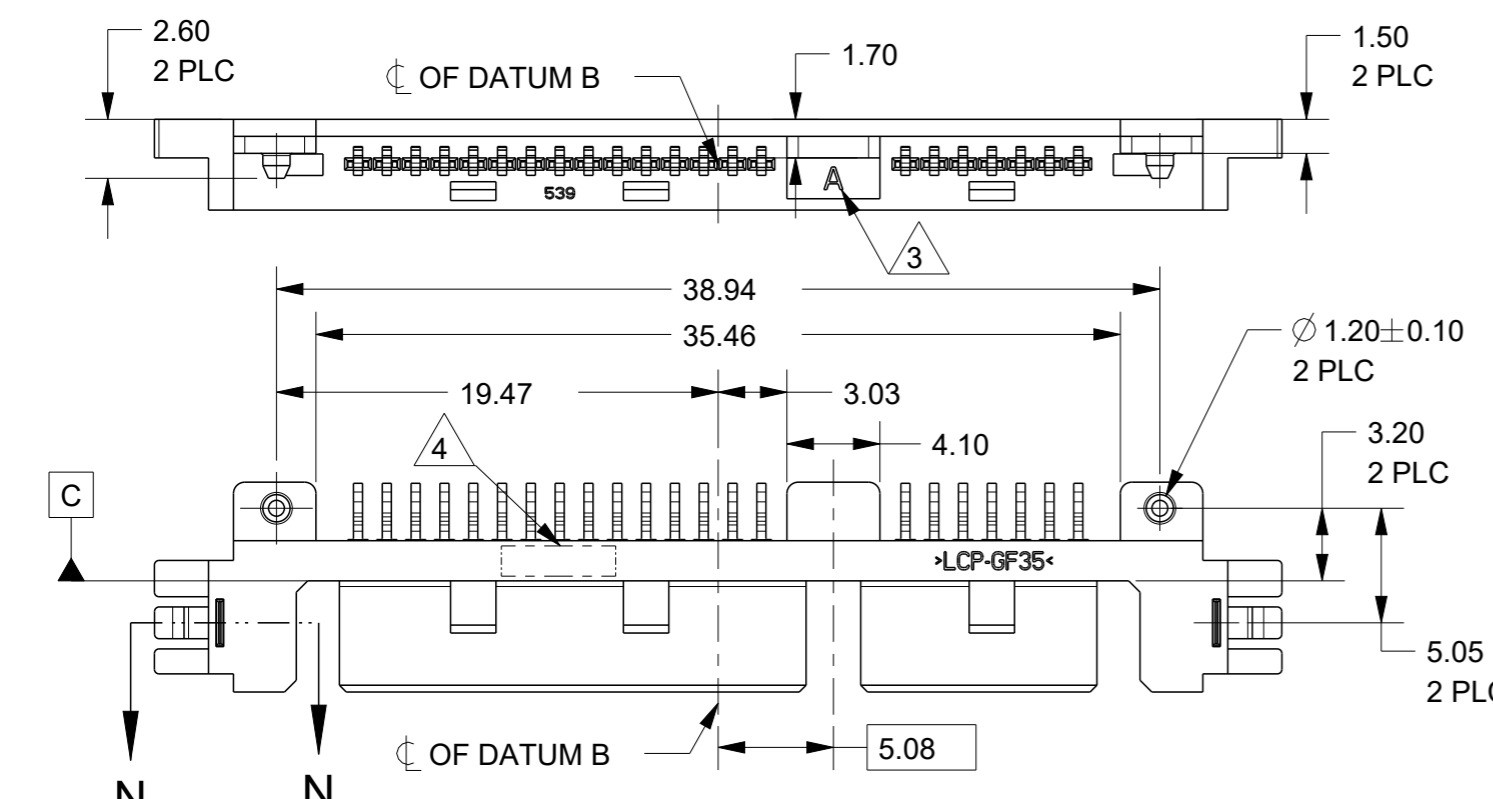 2.60
2 PLC
℄ OF DATUM B
1.70
1.50
2 PLC
539
A
3
38.94
35.46
⌀ 1.20±0.10
2 PLC
19.47
3.03
4
4.10
3.20
2 PLC
C
>LCP-GF35<
5.05
2 PLC
℄ OF DATUM B
5.08
N
N